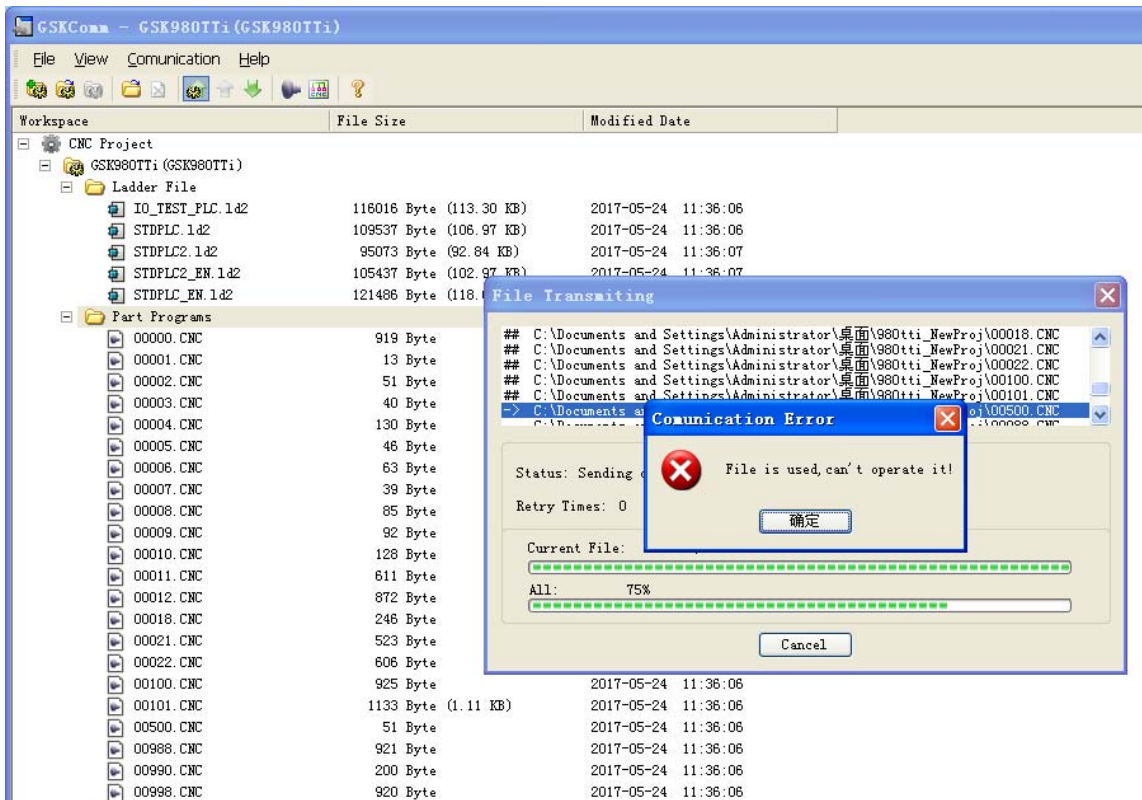 GSKComm - GSK980TTi(GSK980TTi)
File View Comunication Help
Workspace File Size Modified Date
CNC Project
GSK980TTi(GSK980TTi)
Ladder File
IO_TEST_PLC.ld2 116016 Byte (113.30 KB) 2017-05-24 11:36:06
STDPLC.ld2 109537 Byte (106.97 KB) 2017-05-24 11:36:06
STDPLC2.ld2 95073 Byte (92.84 KB) 2017-05-24 11:36:07
STDPLC2_EN.ld2 105437 Byte (102.97 KB) 2017-05-24 11:36:07
STDPLC_EN.ld2 121486 Byte (118.
Part Programs
O0000.CNC 919 Byte
O0001.CNC 13 Byte
O0002.CNC 51 Byte
O0003.CNC 40 Byte
O0004.CNC 130 Byte
O0005.CNC 46 Byte
O0006.CNC 63 Byte
O0007.CNC 39 Byte
O0008.CNC 85 Byte
O0009.CNC 92 Byte
O0010.CNC 128 Byte
O0011.CNC 611 Byte
O0012.CNC 872 Byte
O0018.CNC 246 Byte
O0021.CNC 523 Byte
O0022.CNC 606 Byte
O0100.CNC 925 Byte 2017-05-24 11:36:06
O0101.CNC 1133 Byte (1.11 KB) 2017-05-24 11:36:06
O0500.CNC 51 Byte 2017-05-24 11:36:06
O0988.CNC 921 Byte 2017-05-24 11:36:06
O0990.CNC 200 Byte 2017-05-24 11:36:06
O0998.CNC 920 Byte 2017-05-24 11:36:06
File Transmiting
## C:\Documents and Settings\Administrator\桌面\980tti_NewProj\O0018.CNC
## C:\Documents and Settings\Administrator\桌面\980tti_NewProj\O0021.CNC
## C:\Documents and Settings\Administrator\桌面\980tti_NewProj\O0022.CNC
## C:\Documents and Settings\Administrator\桌面\980tti_NewProj\O0100.CNC
## C:\Documents and Settings\Administrator\桌面\980tti_NewProj\O0101.CNC
-> C:\Documents a oj\O0500.CNC
Status: Sending
Retry Times: 0
Current File:
All: 75%
Cancel
Comunication Error
File is used,can't operate it!
确定